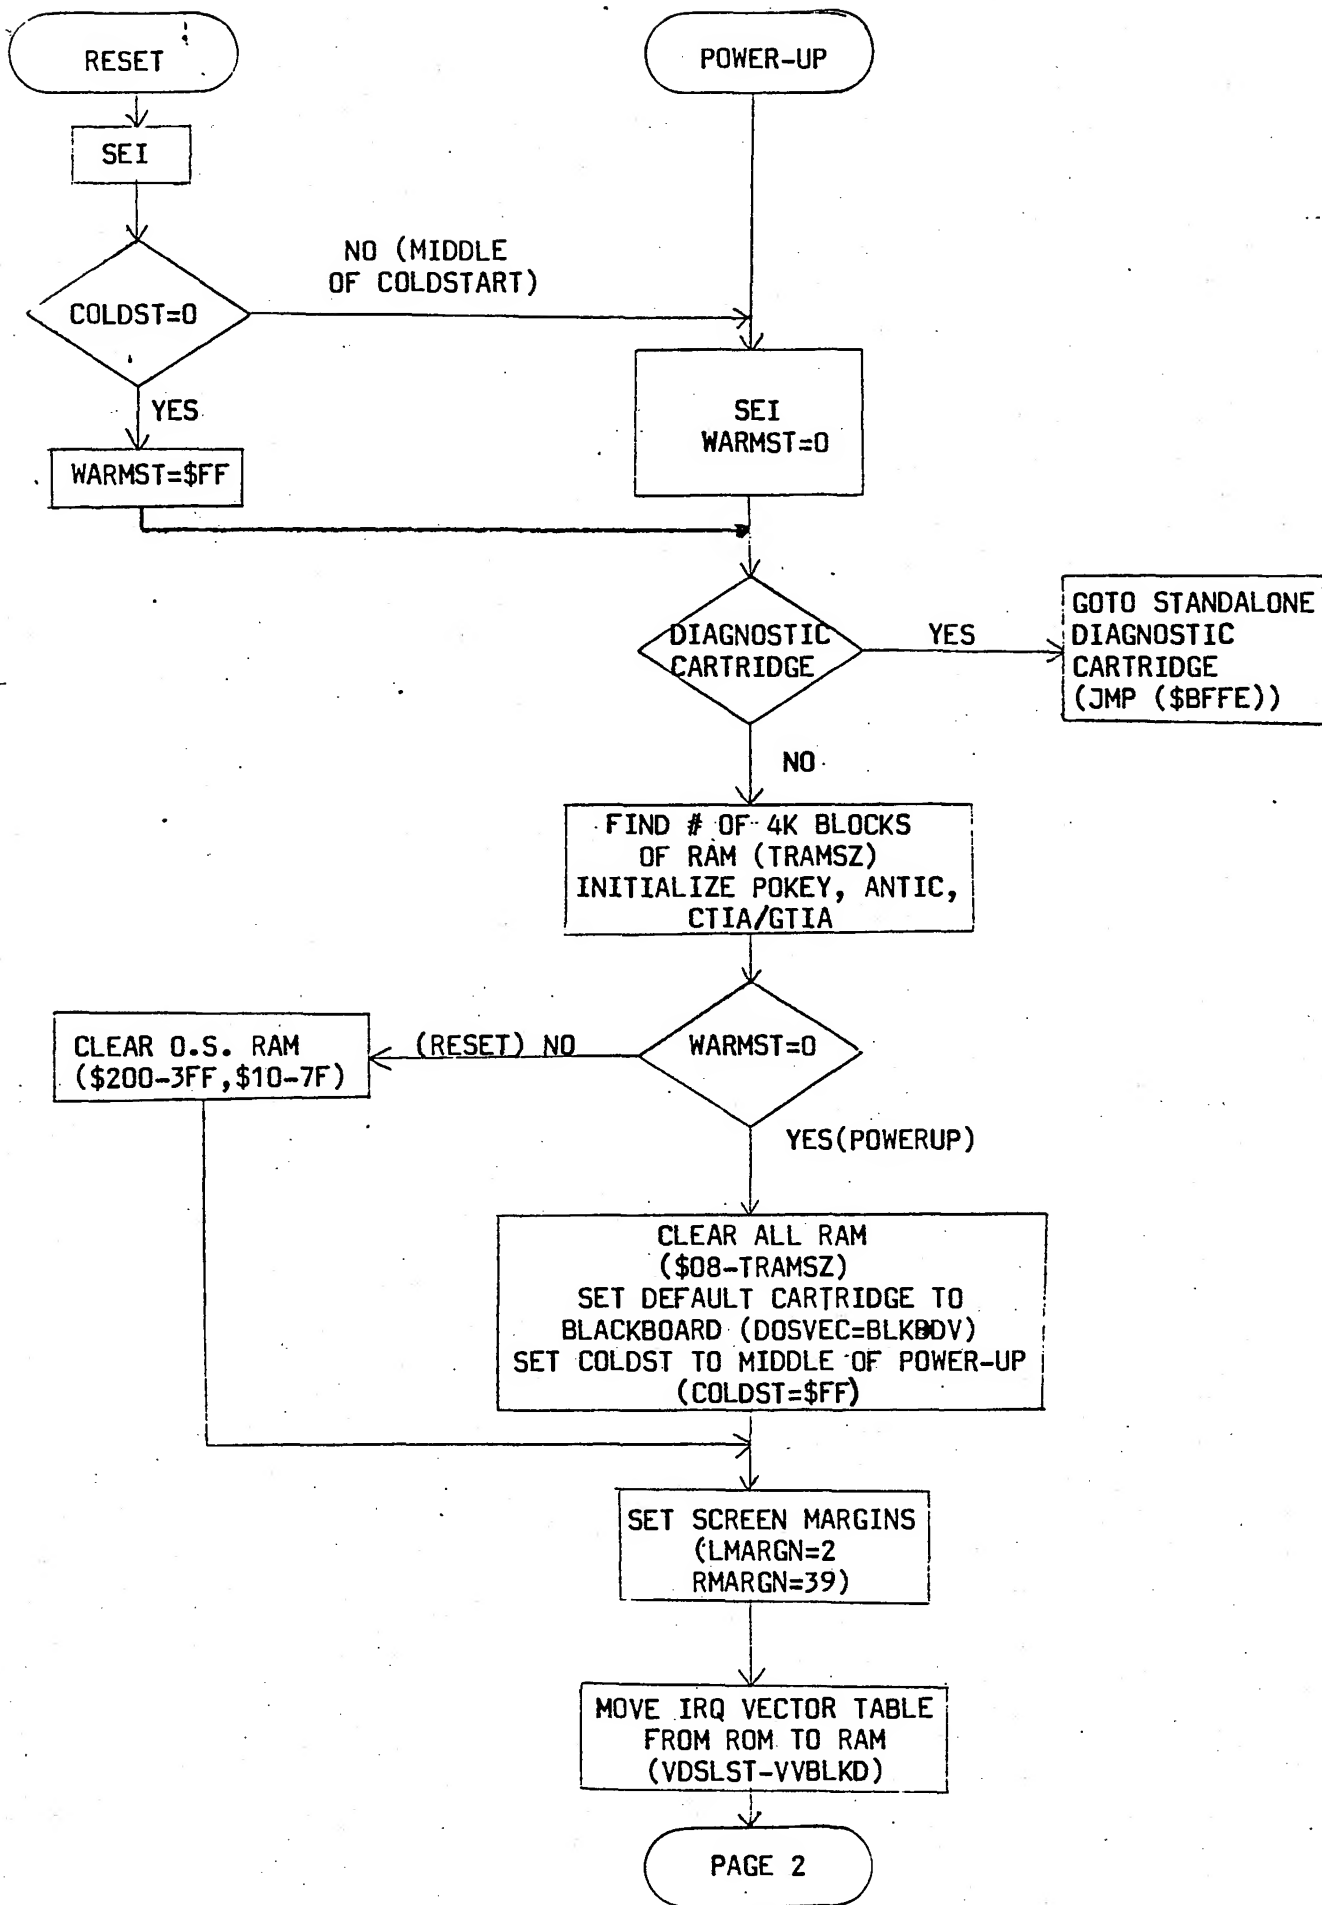 RESET
POWER-UP
SEI
NO (MIDDLE
OF COLDSTART)
COLDST=0
YES
WARMST=$FF
SEI
WARMST=0
DIAGNOSTIC
CARTRIDGE
YES
GOTO STANDALONE
DIAGNOSTIC
CARTRIDGE
(JMP ($BFFE))
NO
FIND # OF 4K BLOCKS
OF RAM (TRAMSZ)
INITIALIZE POKEY, ANTIC,
CTIA/GTIA
WARMST=0
(RESET) NO
CLEAR O.S. RAM
($200-3FF,$10-7F)
YES(POWERUP)
CLEAR ALL RAM
($08-TRAMSZ)
SET DEFAULT CARTRIDGE TO
BLACKBOARD (DOSVEC=BLKBDV)
SET COLDST TO MIDDLE OF POWER-UP
(COLDST=$FF)
SET SCREEN MARGINS
(LMARGN=2
RMARGN=39)
MOVE IRQ VECTOR TABLE
FROM ROM TO RAM
(VDSLST-VVBLKD)
PAGE 2